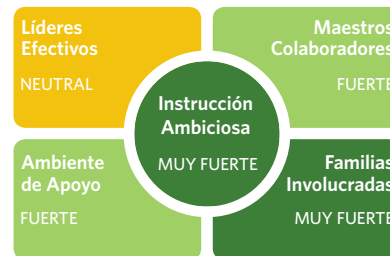 Líderes
Efectivos
NEUTRAL
Maestros
Colaboradores
FUERTE
Instrucción
Ambiciosa
MUY FUERTE
Ambiente
de Apoyo
FUERTE
Familias
Involucradas
MUY FUERTE